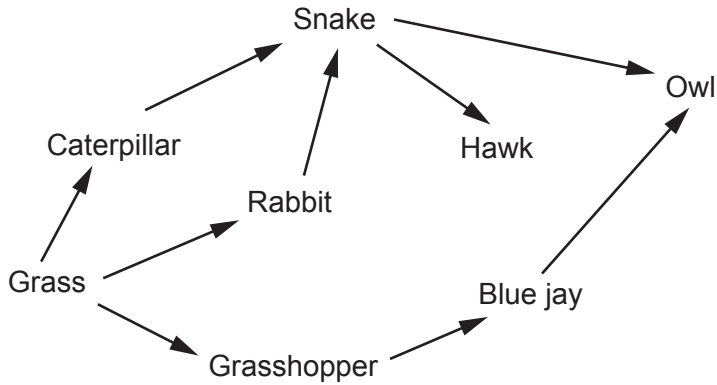 Snake
Owl
Caterpillar
Hawk
Rabbit
Grass
Blue jay
Grasshopper